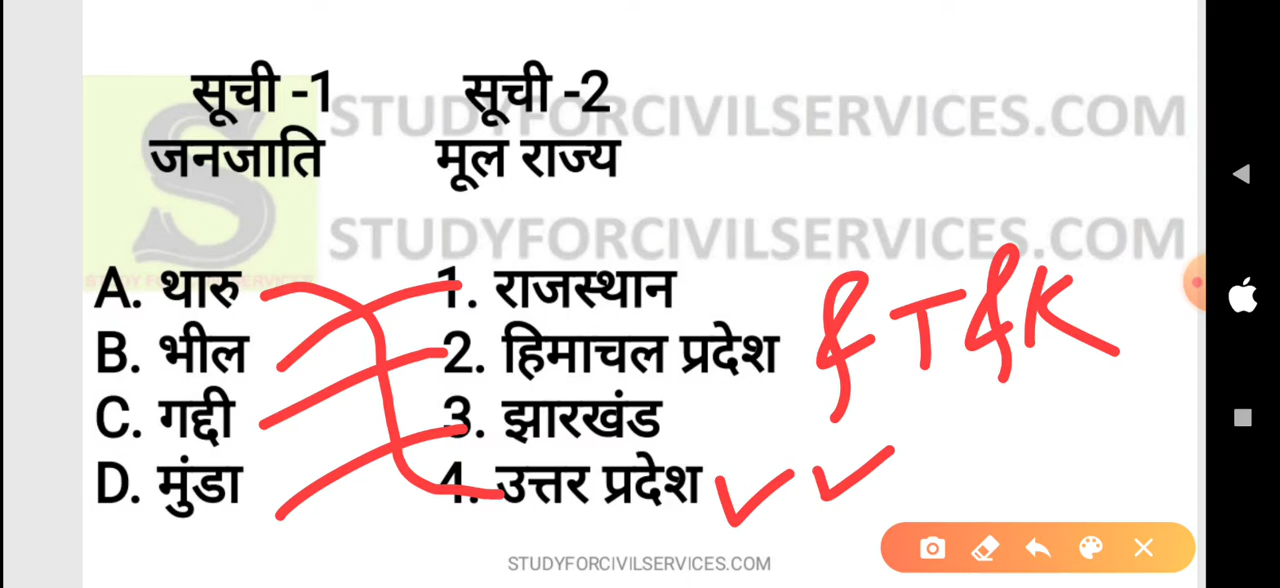 सूची -1 सूची -2
STUDYFORCIVILSERVICES.COM
जनजाति मूल राज्य
STUDYFORCIVILSERVICES.COM
A. थारु 1. राजस्थान
B. भील 2. हिमाचल प्रदेश
C. गद्दी 3. झारखंड
D. मुंडा 4. उत्तर प्रदेश
STUDYFORCIVILSERVICES.COM